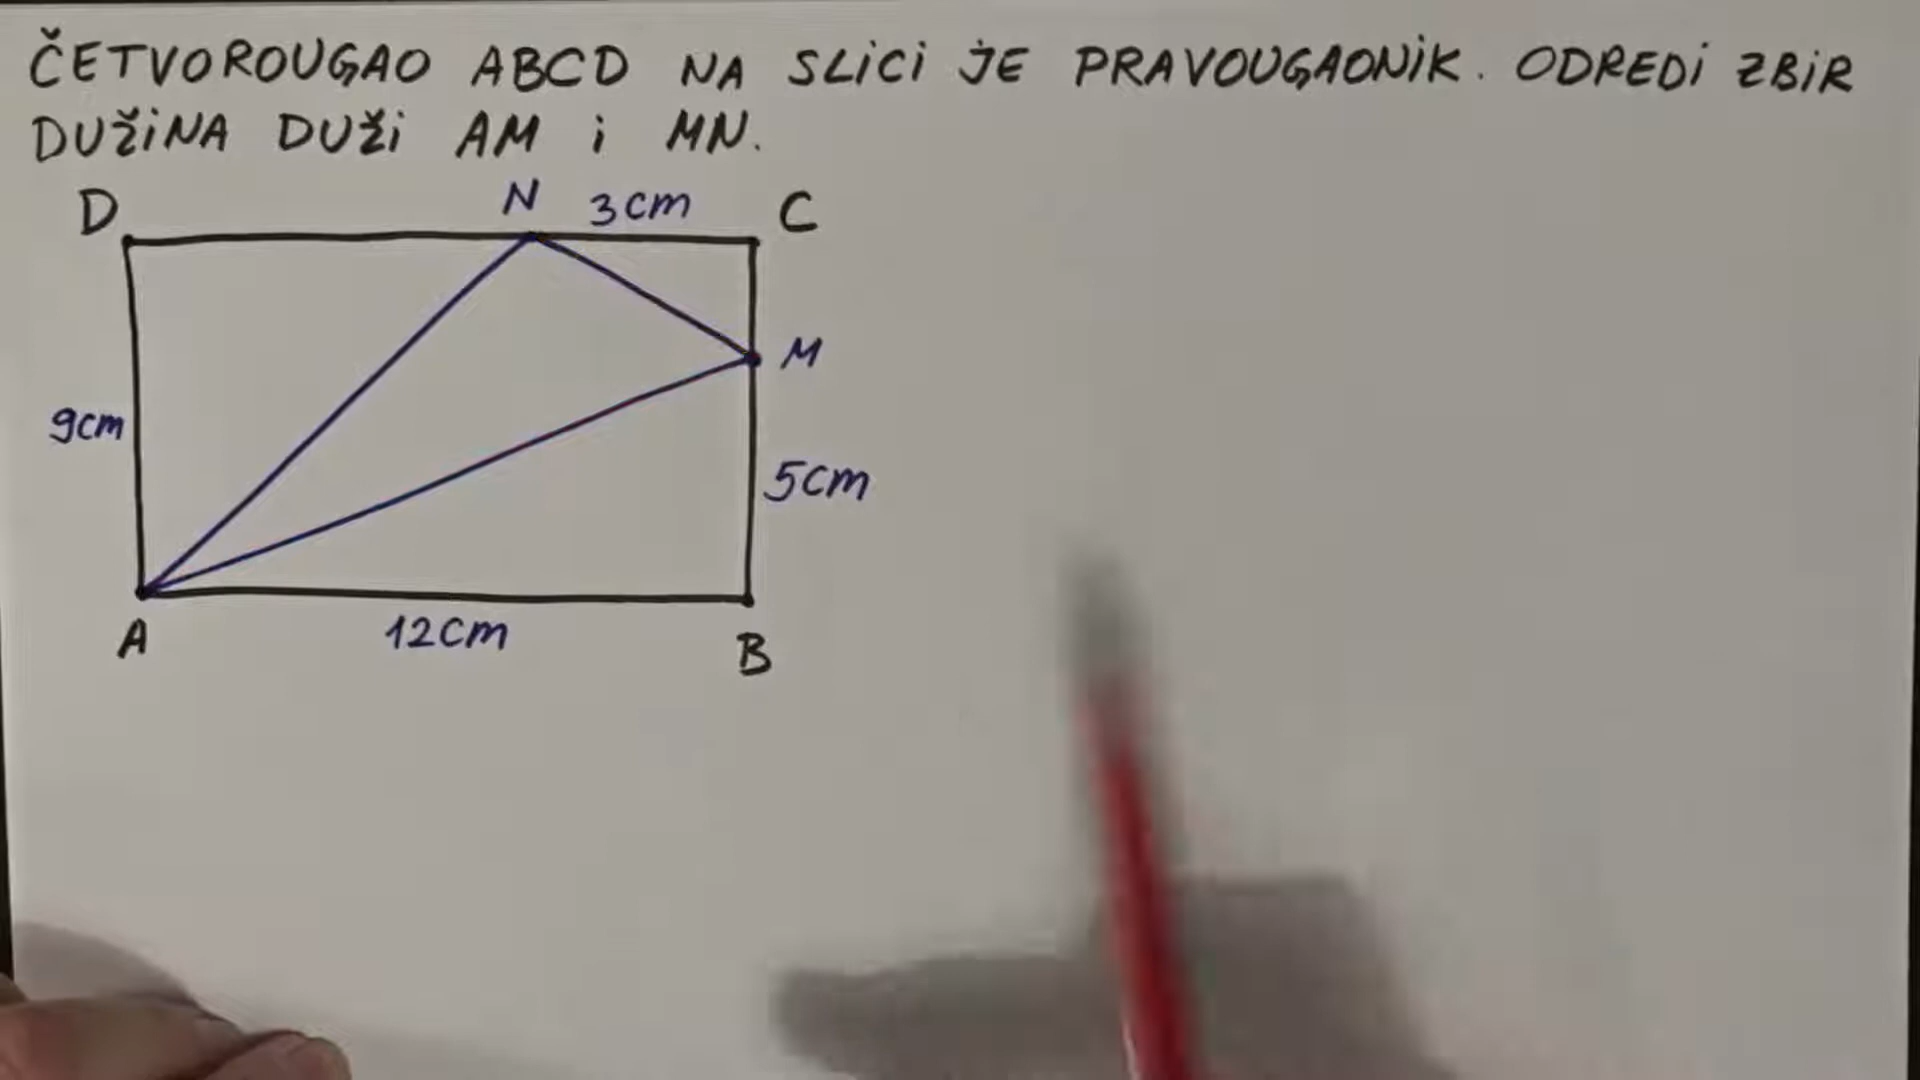 ČETVOROUGAO ABCD NA SLiCi JE PRAVOUGAONiK. ODREDi ZBiR
DUŽiNA DUŽi AM i MN.
D N 3cm C
M
9cm
5cm
A 12cm B